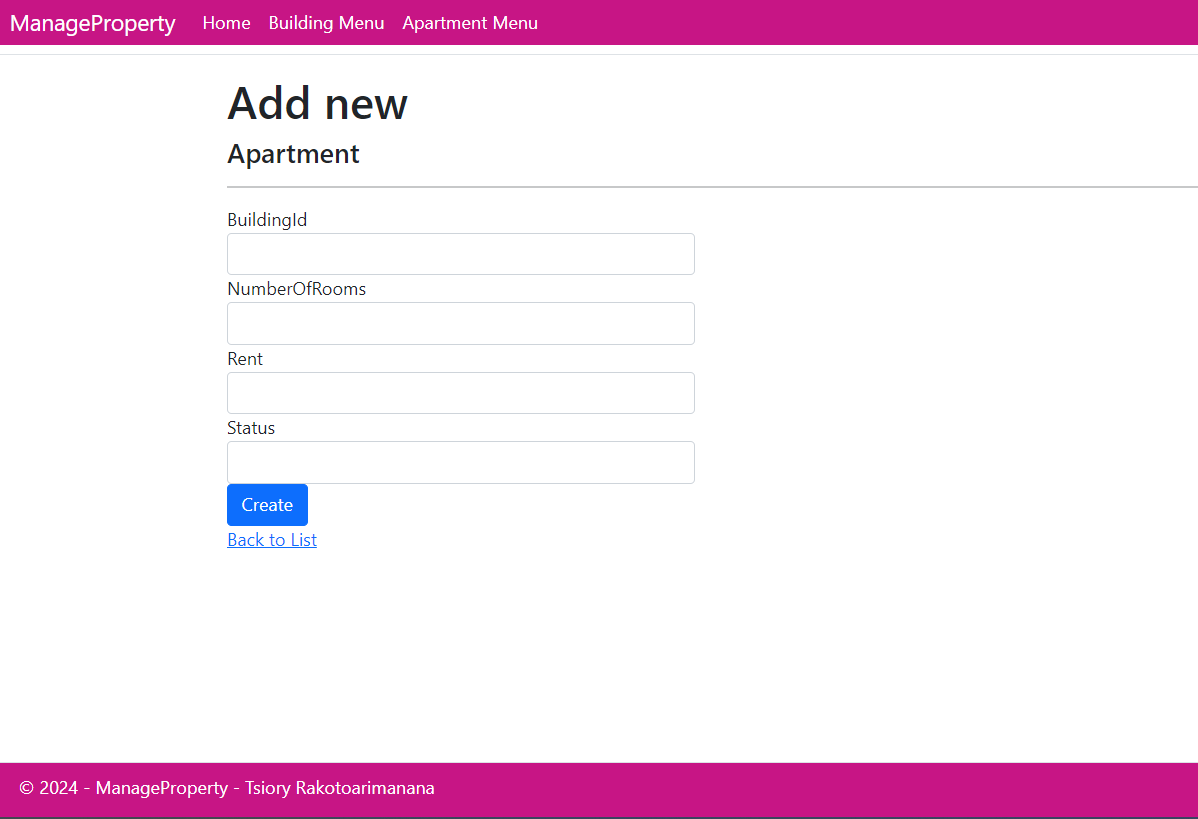 ManageProperty Home Building Menu Apartment Menu
Add new
Apartment
BuildingId
NumberOfRooms
Rent
Status
Create
Back to List
© 2024 - ManageProperty - Tsiory Rakotoarimanana